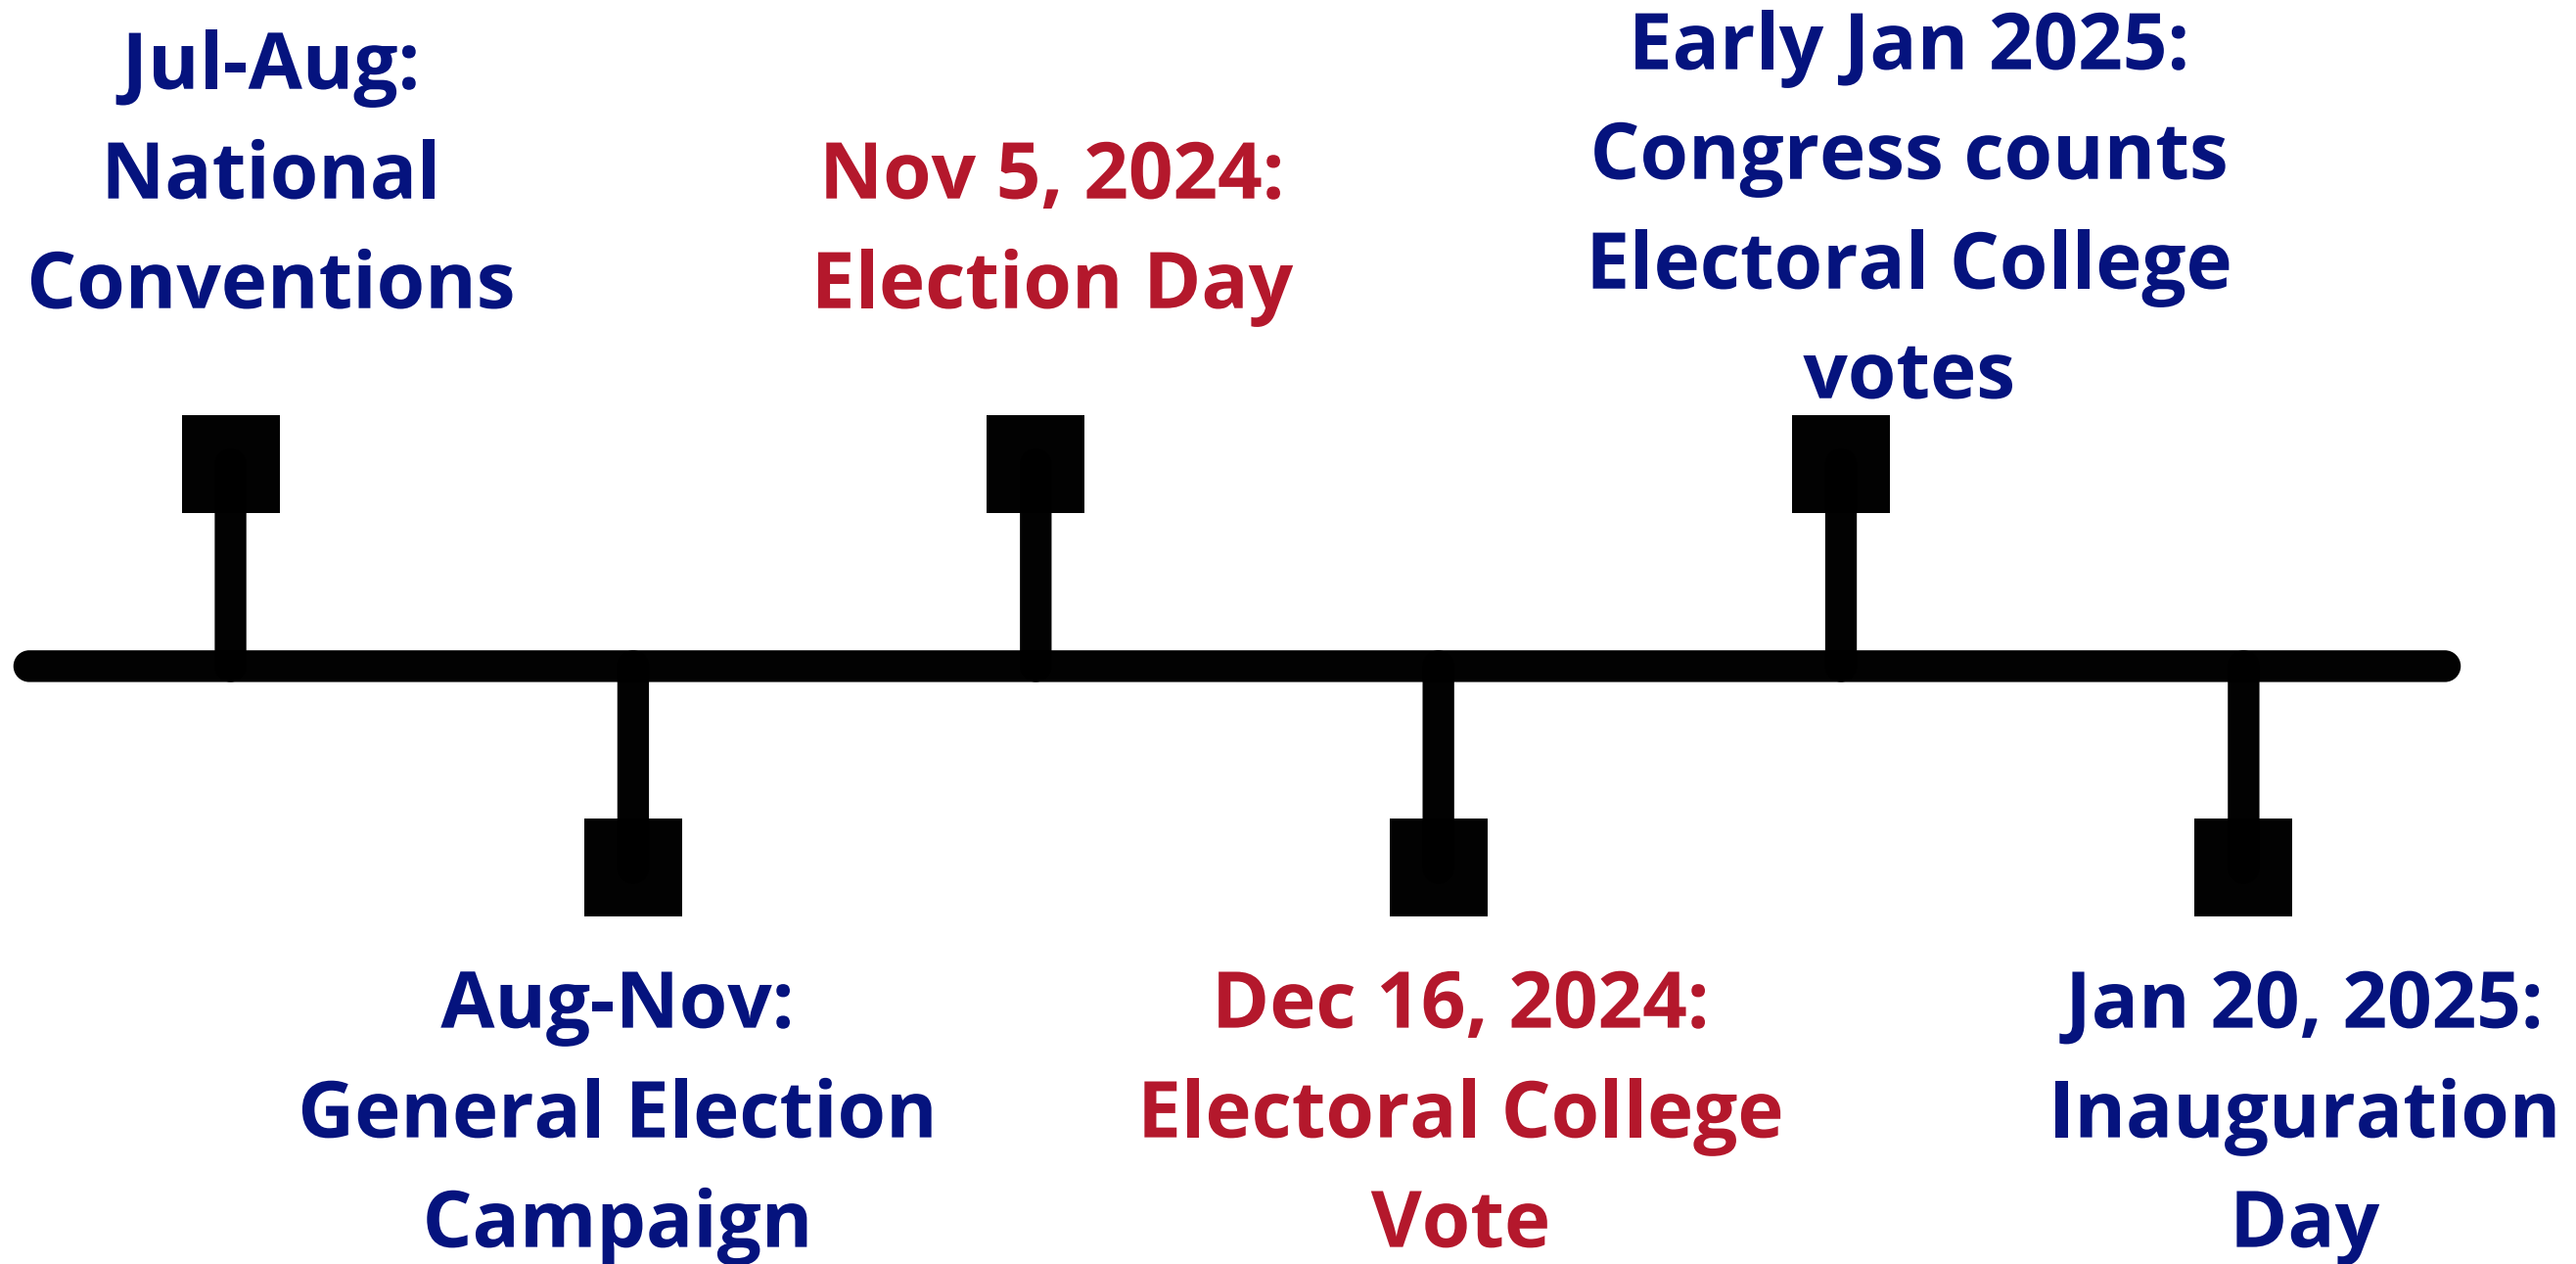 Jul-Aug:
National
Conventions
Aug-Nov:
General Election
Campaign
Nov 5, 2024:
Election Day
Dec 16, 2024:
Electoral College
Vote
Early Jan 2025:
Congress counts
Electoral College
votes
Jan 20, 2025:
Inauguration
Day